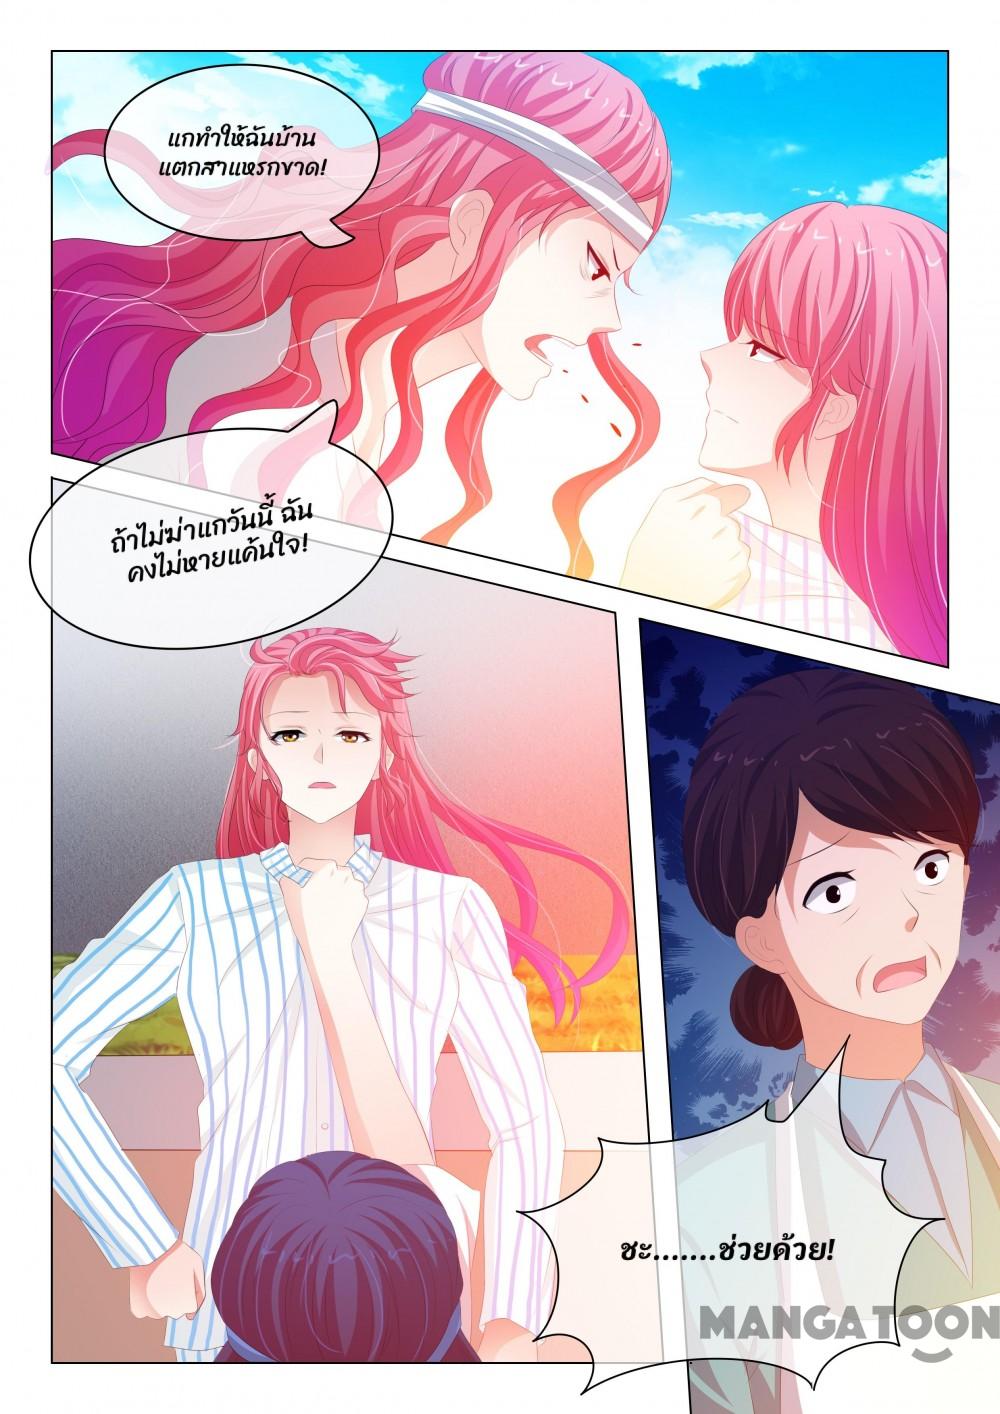 แกทำให้ฉันบ้าน
แตกสาแหรกขาด!
ถ้าไม่ฆ่าแกวันนี้ ฉัน
คงไม่หายแค้นใจ!
ชะ.......ช่วยด้วย!
MANGATOON